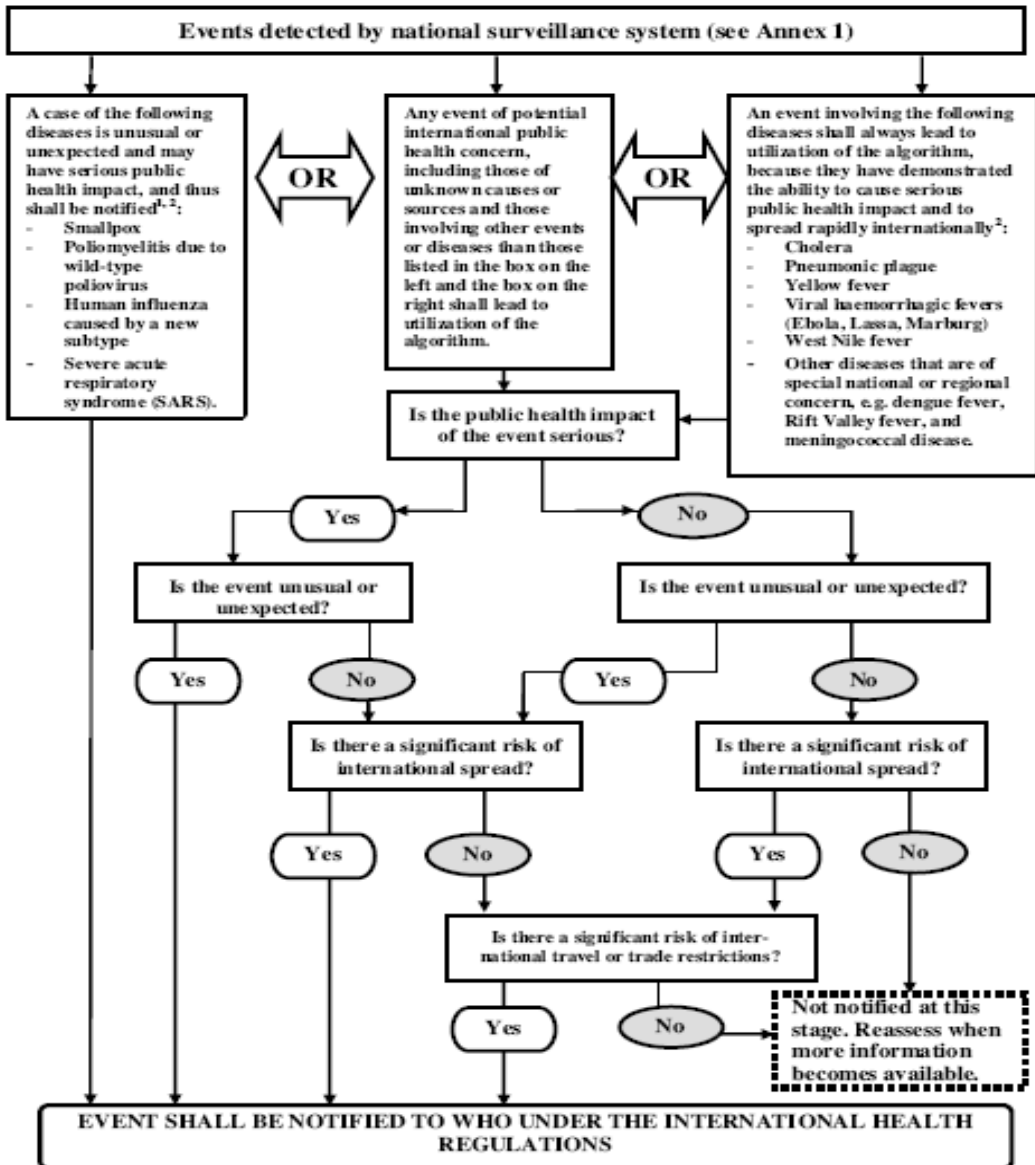 Events detected by national surveillance system (see Annex 1)
A case of the following
diseases is unusual or
unexpected and may
have serious public
health impact, and thus
shall be notified1, 2:
- Smallpox
- Poliomyelitis due to
wild-type
poliovirus
- Human influenza
caused by a new
subtype
- Severe acute
respiratory
syndrome (SARS).
OR
Any event of potential
international public
health concern,
including those of
unknown causes or
sources and those
involving other events
or diseases than those
listed in the box on the
left and the box on the
right shall lead to
utilization of the
algorithm.
OR
An event involving the following
diseases shall always lead to
utilization of the algorithm,
because they have demonstrated
the ability to cause serious
public health impact and to
spread rapidly internationally2:
- Cholera
- Pneumonic plague
- Yellow fever
- Viral haemorrhagic fevers
(Ebola, Lassa, Marburg)
- West Nile fever
- Other diseases that are of
special national or regional
concern, e.g. dengue fever,
Rift Valley fever, and
meningococcal disease.
Is the public health impact
of the event serious?
Yes
No
Is the event unusual or
unexpected?
Is the event unusual or unexpected?
Yes
No
Yes
No
Is there a significant risk of
international spread?
Is there a significant risk of
international spread?
Yes
No
Yes
No
Is there a significant risk of inter-
national travel or trade restrictions?
Yes
No
Not notified at this
stage. Reassess when
more information
becomes available.
EVENT SHALL BE NOTIFIED TO WHO UNDER THE INTERNATIONAL HEALTH
REGULATIONS